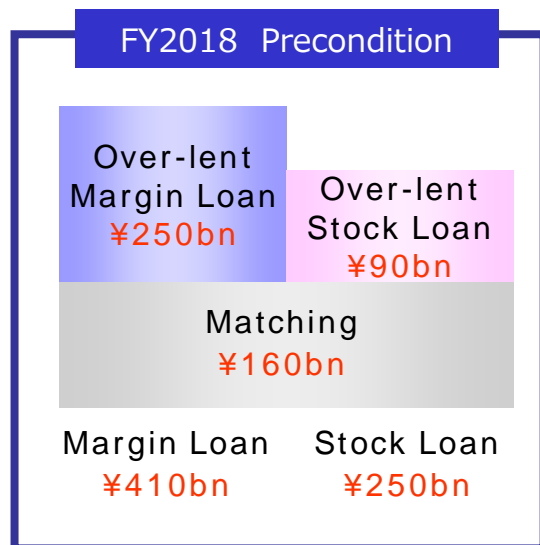 FY2018 Precondition
Over-lent
Margin Loan
¥250bn
Over-lent
Stock Loan
¥90bn
Matching
¥160bn
Margin Loan
¥410bn
Stock Loan
¥250bn